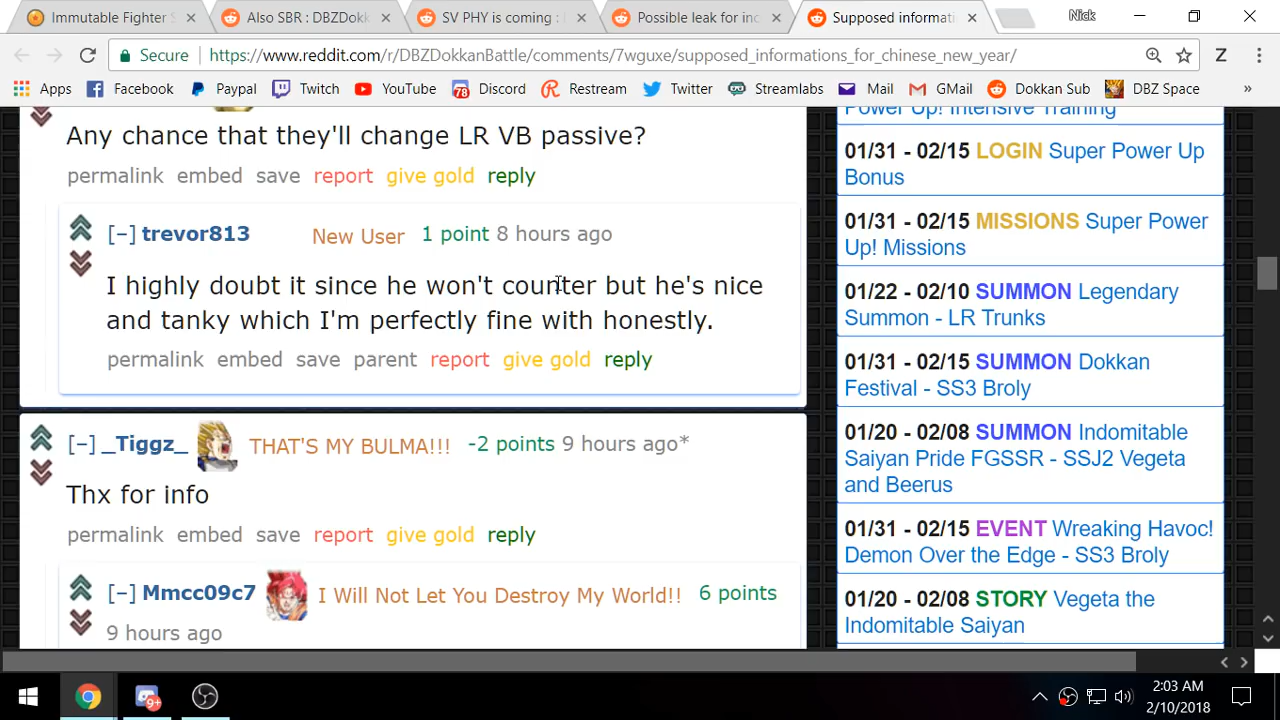 Immutable Fighter S
Also SBR : DBZDokk
SV PHY is coming :
Possible leak for inc
Supposed informati
Nick
Secure
https://www.reddit.com/r/DBZDokkanBattle/comments/7wguxe/supposed_informations_for_chinese_new_year/
Z
Apps
Facebook
Paypal
Twitch
YouTube
78
Discord
Restream
Twitter
Streamlabs
Mail
GMail
Dokkan Sub
DBZ Space
»
Any chance that they'll change LR VB passive?
permalink embed save report give gold reply
[-] trevor813 New User 1 point 8 hours ago
I highly doubt it since he won't counter but he's nice
and tanky which I'm perfectly fine with honestly.
permalink embed save parent report give gold reply
[-] _Tiggz_ THAT'S MY BULMA!!! -2 points 9 hours ago*
Thx for info
permalink embed save report give gold reply
[-] Mmcc09c7 I Will Not Let You Destroy My World!! 6 points
9 hours ago
Power Up! Intensive Training
01/31 - 02/15 LOGIN Super Power Up
Bonus
01/31 - 02/15 MISSIONS Super Power
Up! Missions
01/22 - 02/10 SUMMON Legendary
Summon - LR Trunks
01/31 - 02/15 SUMMON Dokkan
Festival - SS3 Broly
01/20 - 02/08 SUMMON Indomitable
Saiyan Pride FGSSR - SSJ2 Vegeta
and Beerus
01/31 - 02/15 EVENT Wreaking Havoc!
Demon Over the Edge - SS3 Broly
01/20 - 02/08 STORY Vegeta the
Indomitable Saiyan
2:03 AM
2/10/2018